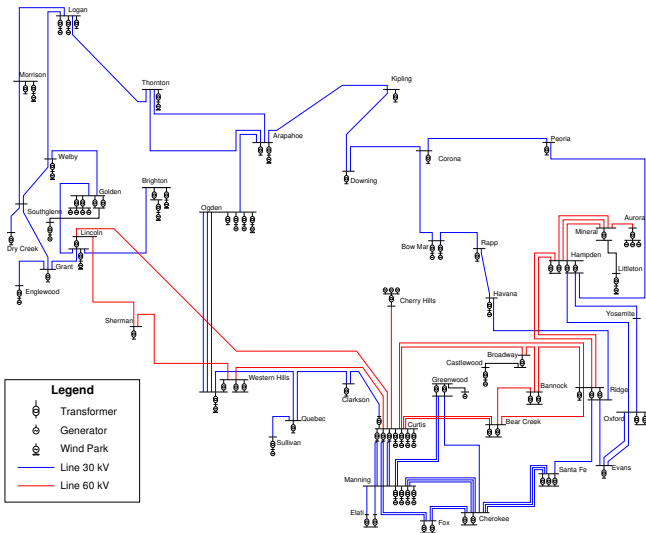 Logan
Morrison
Thornton
Kipling
Arapahoe
Peoria
Corona
Welby
Downing
Golden
Brighton
Southglenn
Ogden
Lincoln
Dry Creek
Grant
Englewood
Bow Mar
Rapp
Aurora
Mineral
Hampden
Littleton
Havana
Yosemite
Cherry Hills
Sherman
Broadway
Castlewood
Greenwood
Western Hills
Clarkson
Bannock
Ridge
Oxford
Quebec
Sullivan
Curtis
Bear Creek
Manning
Santa Fe
Evans
Elati
Fox
Cherokee
Legend
Transformer
Generator
Wind Park
Line 30 kV
Line 60 kV